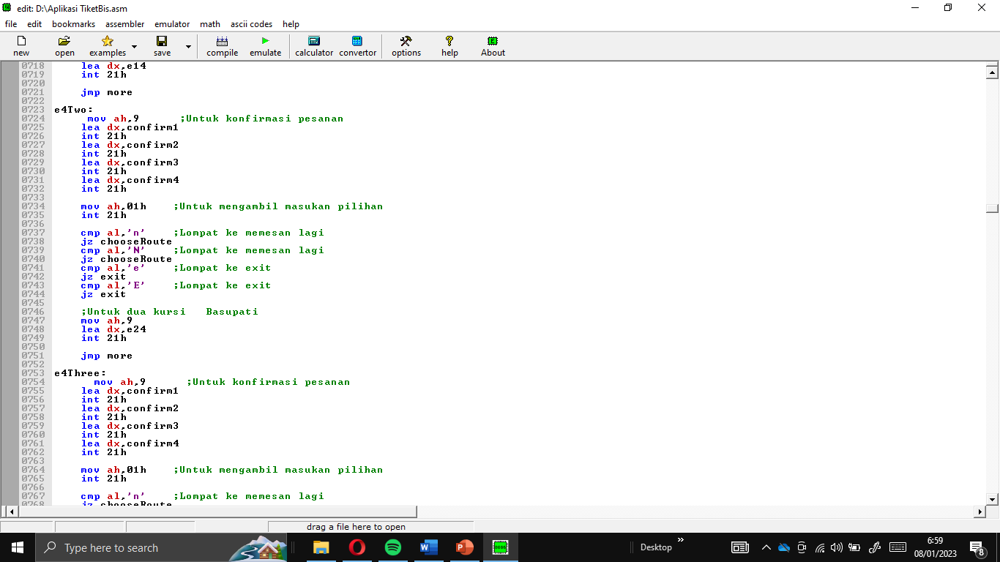 edit: D:\Aplikasi TiketBis.asm
file edit bookmarks assembler emulator math ascii codes help
new open examples save compile emulate calculator convertor options help About
0718 lea dx,e14
0719 int 21h
0720
0721 jmp more
0722
0723 e4Two:
0724 mov ah,9 ;Untuk konfirmasi pesanan
0725 lea dx,confirm1
0726 int 21h
0727 lea dx,confirm2
0728 int 21h
0729 lea dx,confirm3
0730 int 21h
0731 lea dx,confirm4
0732 int 21h
0733
0734 mov ah,01h ;Untuk mengambil masukan pilihan
0735 int 21h
0736
0737 cmp al,'n' ;Lompat ke memesan lagi
0738 jz chooseRoute
0739 cmp al,'N' ;Lompat ke memesan lagi
0740 jz chooseRoute
0741 cmp al,'e' ;Lompat ke exit
0742 jz exit
0743 cmp al,'E' ;Lompat ke exit
0744 jz exit
0745
0746 ;Untuk dua kursi Basupati
0747 mov ah,9
0748 lea dx,e24
0749 int 21h
0750
0751 jmp more
0752
0753 e4Three:
0754 mov ah,9 ;Untuk konfirmasi pesanan
0755 lea dx,confirm1
0756 int 21h
0757 lea dx,confirm2
0758 int 21h
0759 lea dx,confirm3
0760 int 21h
0761 lea dx,confirm4
0762 int 21h
0763
0764 mov ah,01h ;Untuk mengambil masukan pilihan
0765 int 21h
0766
0767 cmp al,'n' ;Lompat ke memesan lagi
0768 jz chooseRoute
drag a file here to open
Type here to search
Desktop
6:59
08/01/2023
8